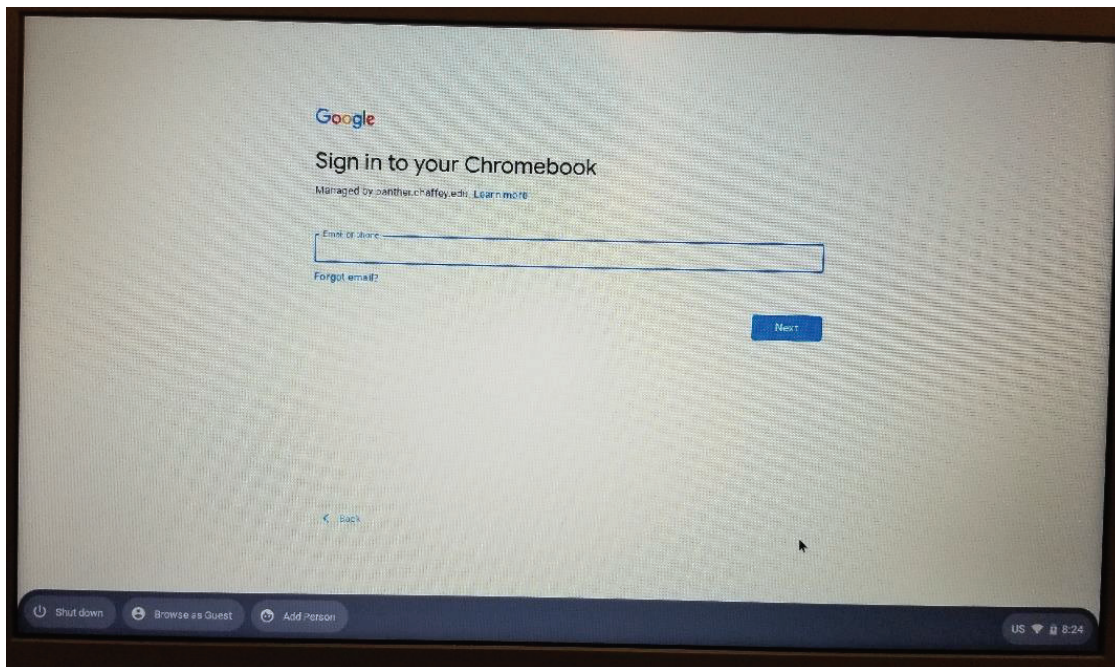 Google
Sign in to your Chromebook
Managed by panther.chaffey.edu. Learn more
Email or phone
Forgot email?
Next
Back
Shut down
Browse as Guest
Add Person
US 8:24